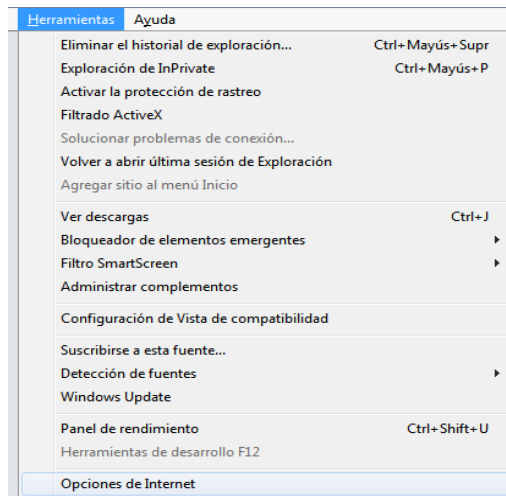 Herramientas Ayuda
Eliminar el historial de exploración... Ctrl+Mayús+Supr
Exploración de InPrivate Ctrl+Mayús+P
Activar la protección de rastreo
Filtrado ActiveX
Solucionar problemas de conexión...
Volver a abrir última sesión de Exploración
Agregar sitio al menú Inicio
Ver descargas Ctrl+J
Bloqueador de elementos emergentes
Filtro SmartScreen
Administrar complementos
Configuración de Vista de compatibilidad
Suscribirse a esta fuente...
Detección de fuentes
Windows Update
Panel de rendimiento Ctrl+Shift+U
Herramientas de desarrollo F12
Opciones de Internet